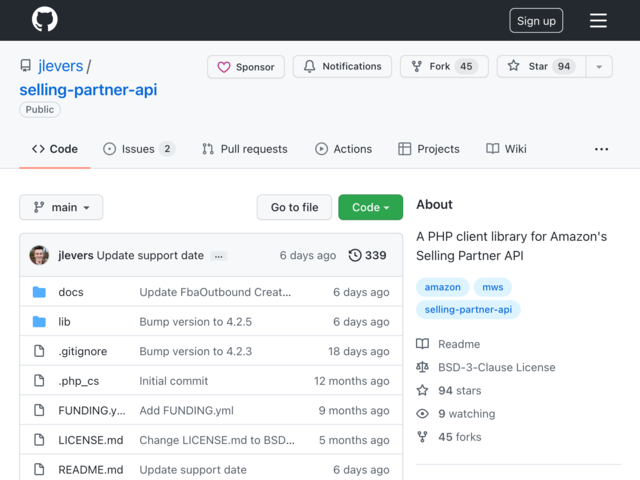 Sign up
jlevers /
selling-partner-api
Public
Sponsor
Notifications
Fork 45
Star 94
Code
Issues 2
Pull requests
Actions
Projects
Wiki
...
main
Go to file
Code
jlevers Update support date ... 6 days ago 339
docs Update FbaOutbound Creat... 6 days ago
lib Bump version to 4.2.5 6 days ago
.gitignore Bump version to 4.2.3 18 days ago
.php_cs Initial commit 12 months ago
FUNDING.y... Add FUNDING.yml 9 months ago
LICENSE.md Change LICENSE.md to BSD... 5 months ago
README.md Update support date 6 days ago
About
A PHP client library for Amazon's
Selling Partner API
amazon mws
selling-partner-api
Readme
BSD-3-Clause License
94 stars
9 watching
45 forks